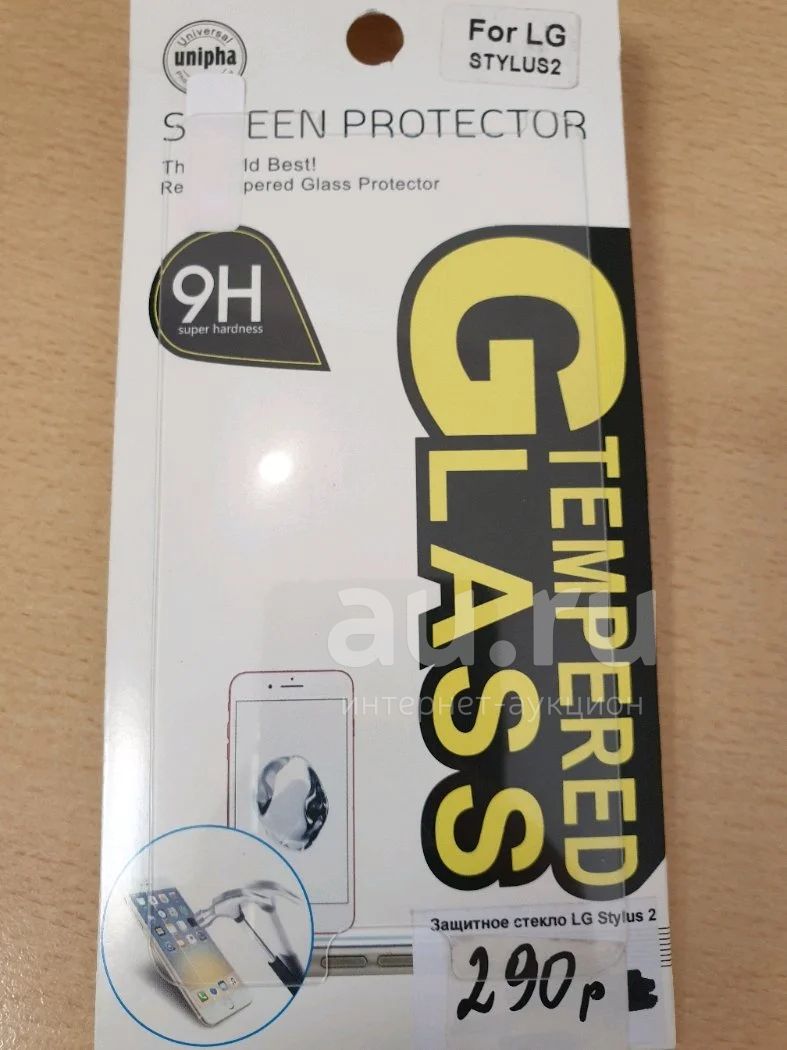 Universal
unipha
For LG
STYLUS2
S EEN PROTECTOR
Th ld Best!
Re pered Glass Protector
9H
super hardness
GLASS
TEMPERED
au.ru
интернет-аукцион
Защитное стекло LG Stylus 2
290р